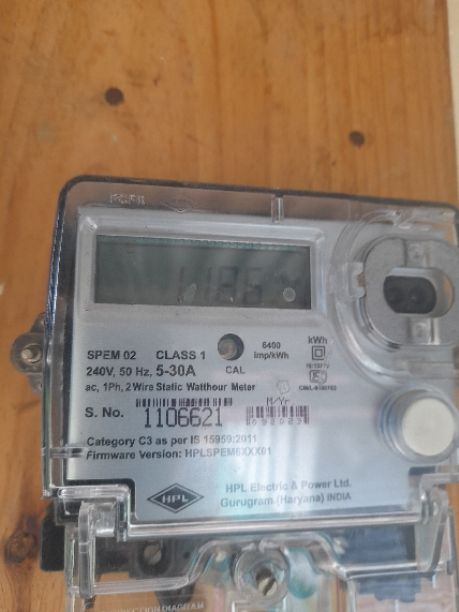 SPEM 02 CLASS 1
240V, 50 Hz, 5-30A CAL
6400
imp/kWh
kWh
ac, 1Ph, 2 Wire Static Watthour Meter
M/Yr
S. No. 1106621
Category C3 as per IS 15959:2011
Firmware Version: HPLSPEM6XXX01
HPL
HPL Electric & Power Ltd.
Gurugram (Haryana) INDIA